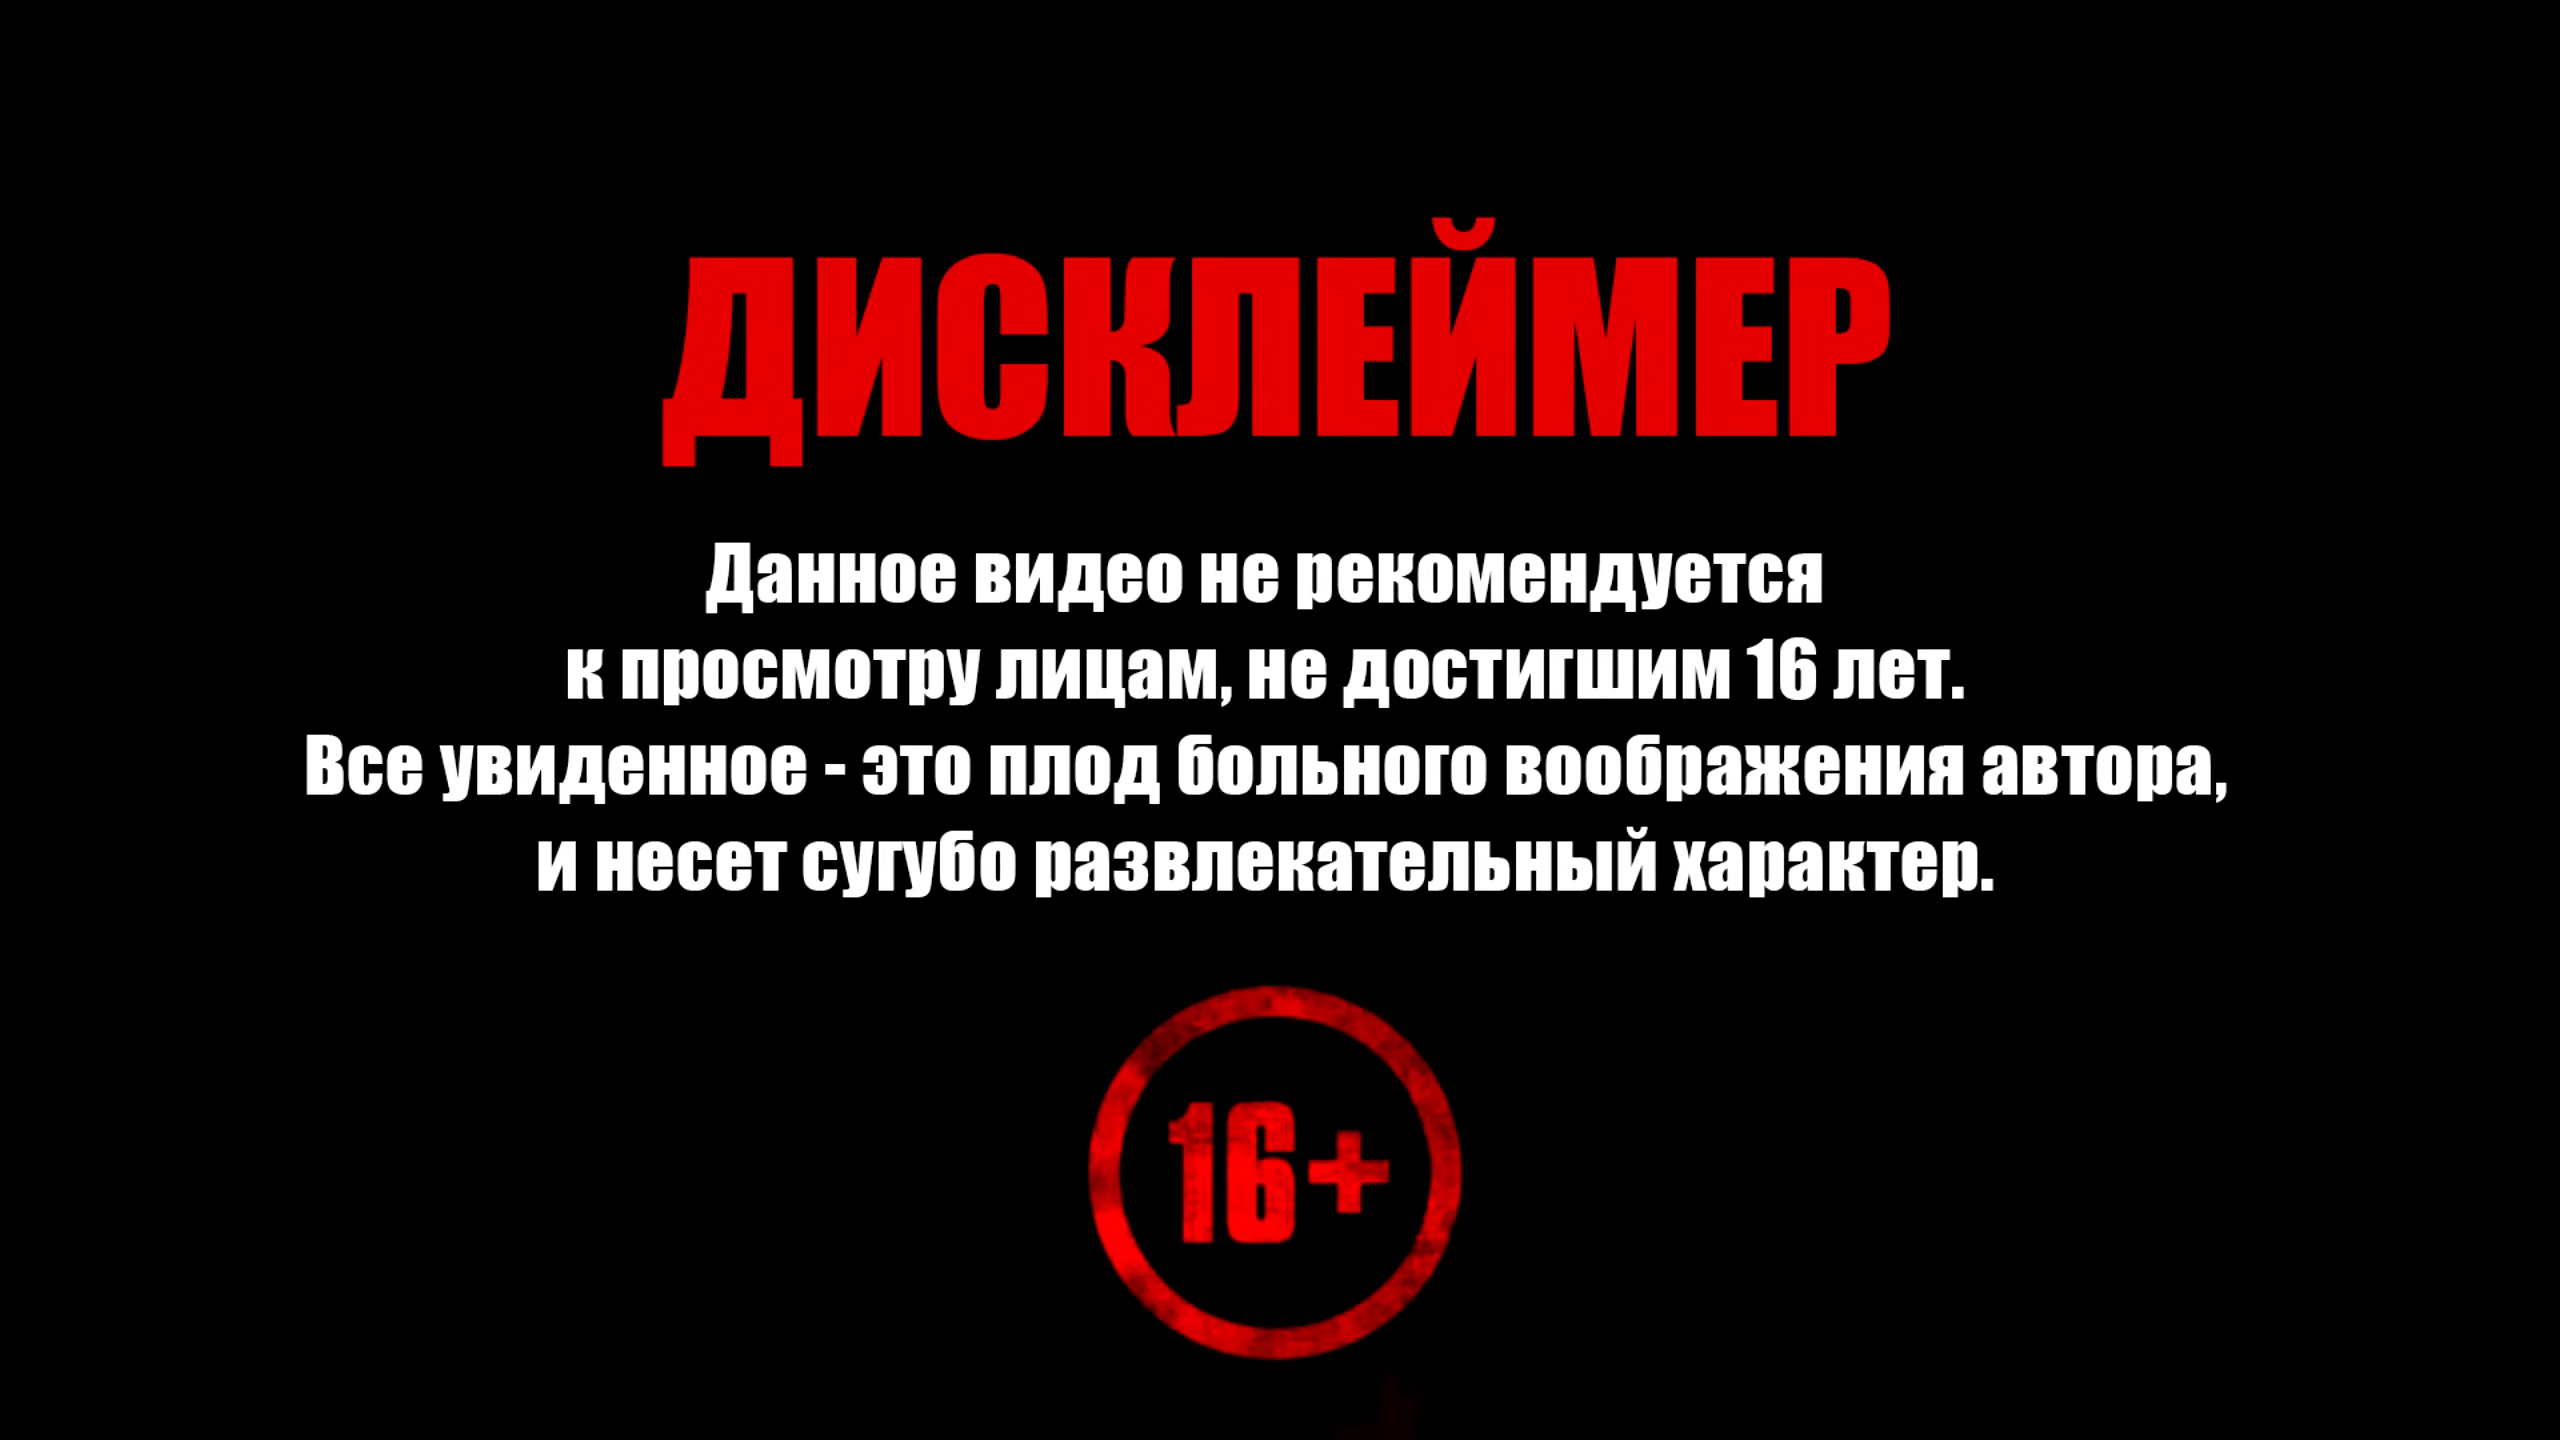 ДИСКЛЕЙМЕР
Данное видео не рекомендуется
к просмотру лицам, не достигшим 16 лет.
Все увиденное - это плод больного воображения автора,
и несет сугубо развлекательный характер.
16+